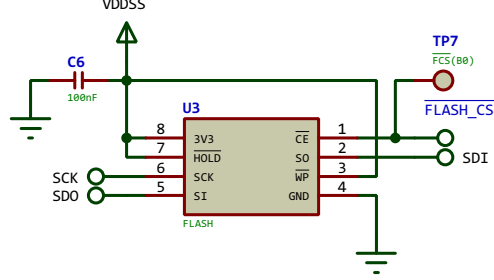 VDDSS
C6
100nF
TP7
FCS(B0)
FLASH_CS
U3
8 3V3 CE 1
7 HOLD SO 2
SCK 6 SCK WP 3
SDO 5 SI GND 4
SDI
FLASH